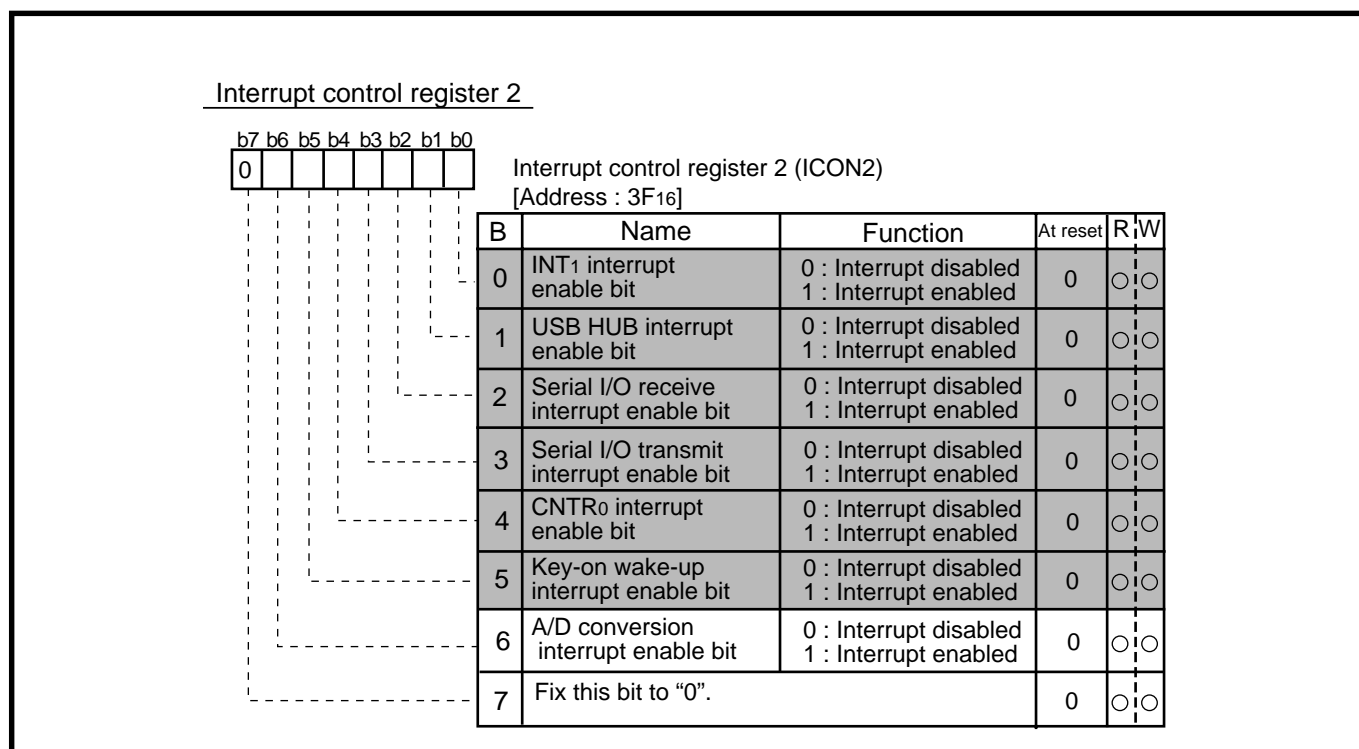 Interrupt control register 2
b7 b6 b5 b4 b3 b2 b1 b0
0
Interrupt control register 2 (ICON2)
[Address : 3F16]
B Name Function At reset R W
0 INT1 interrupt enable bit 0 : Interrupt disabled 1 : Interrupt enabled 0 ○ ○
1 USB HUB interrupt enable bit 0 : Interrupt disabled 1 : Interrupt enabled 0 ○ ○
2 Serial I/O receive interrupt enable bit 0 : Interrupt disabled 1 : Interrupt enabled 0 ○ ○
3 Serial I/O transmit interrupt enable bit 0 : Interrupt disabled 1 : Interrupt enabled 0 ○ ○
4 CNTR0 interrupt enable bit 0 : Interrupt disabled 1 : Interrupt enabled 0 ○ ○
5 Key-on wake-up interrupt enable bit 0 : Interrupt disabled 1 : Interrupt enabled 0 ○ ○
6 A/D conversion interrupt enable bit 0 : Interrupt disabled 1 : Interrupt enabled 0 ○ ○
7 Fix this bit to “0”. 0 ○ ○